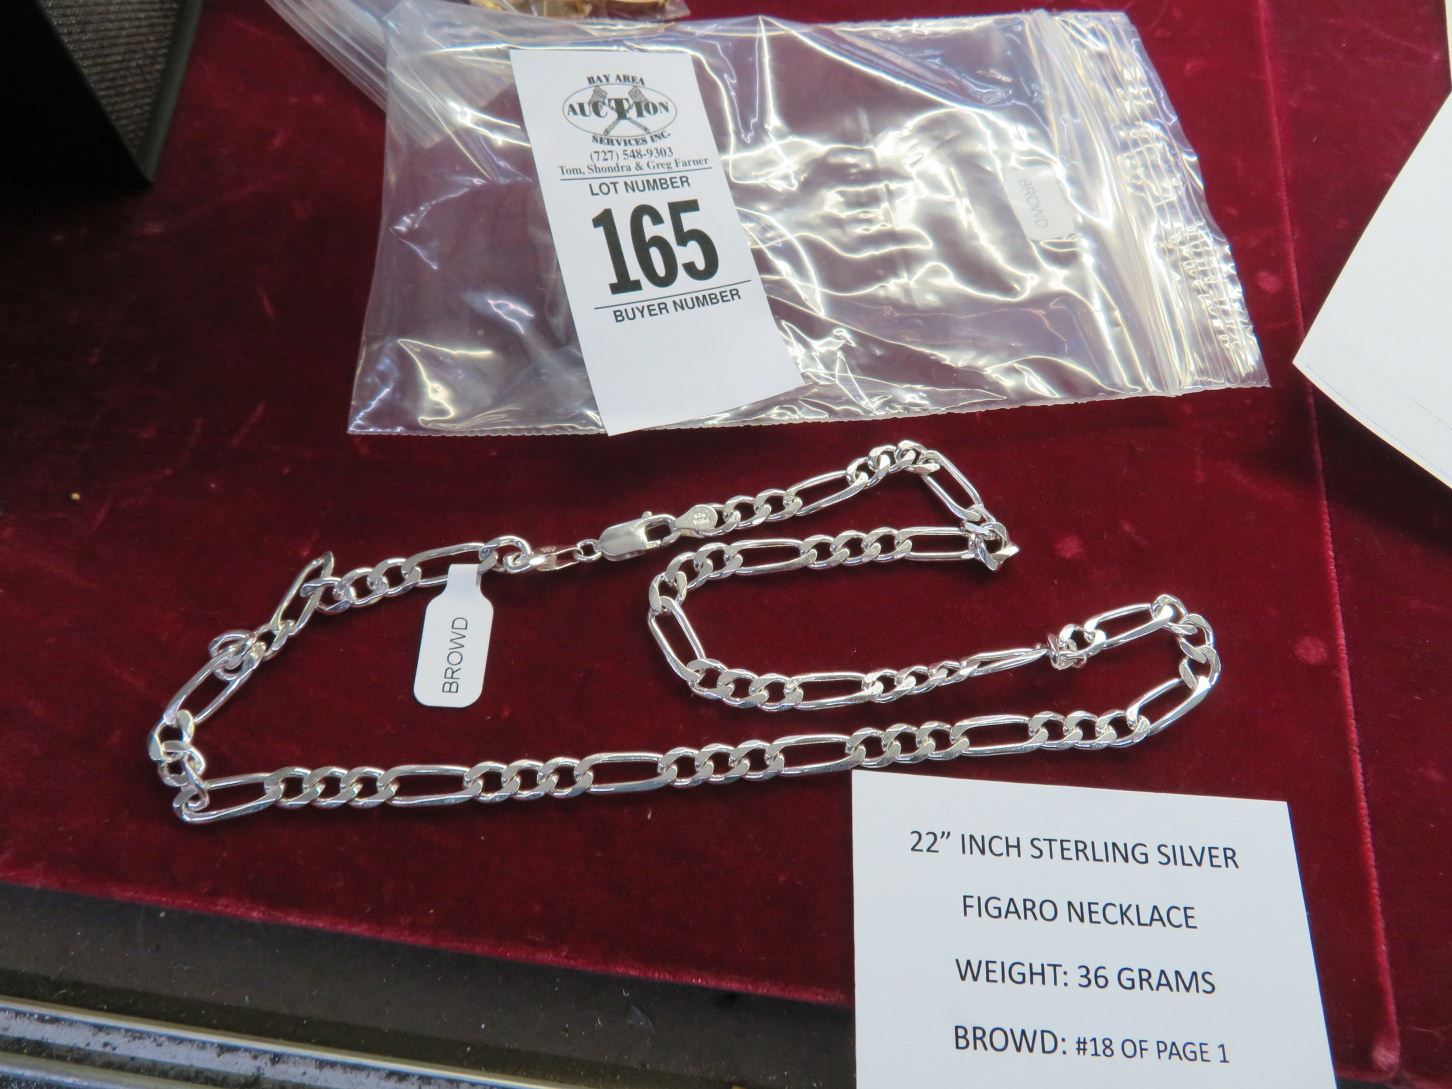 BAY AREA
AUCTION
SERVICES INC.
(727) 548-9303
Tom, Shondra & Greg Farner
LOT NUMBER
165
BUYER NUMBER
BROWD
BROWD
22” INCH STERLING SILVER
FIGARO NECKLACE
WEIGHT: 36 GRAMS
BROWD: #18 OF PAGE 1